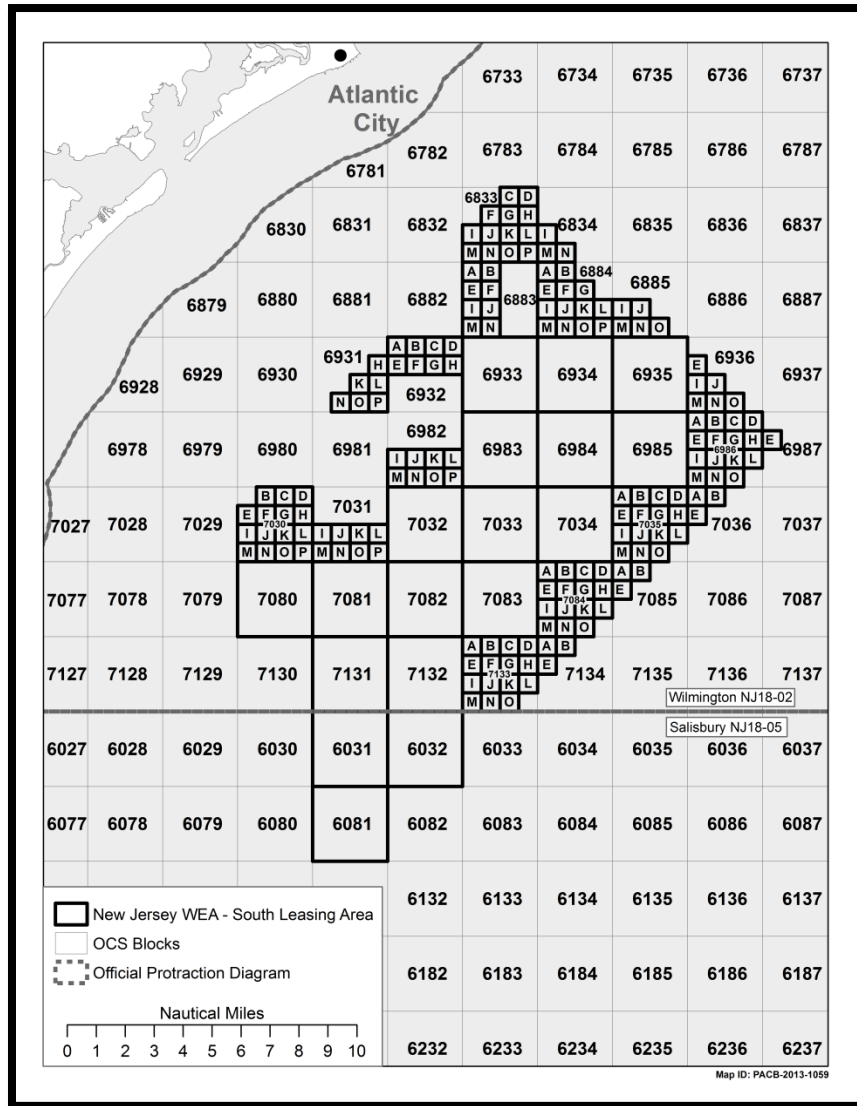 6733 6734 6735 6736 6737
Atlantic
City
6781 6782 6783 6784 6785 6786 6787
6833 C D
F G H
6830 6831 6832 I J K L I 6834 6835 6836 6837
M N O P M N
A B A B 6884
E F E F G 6885
6879 6880 6881 6882 I J 6883 I J K L I J 6886 6887
M N M N O P M N O
A B C D
6931 H E F G H 6936
E
6928 6929 6930 K L 6932 6933 6934 6935 I J 6937
N O P M N O
A B C D
6982 E F G H E
6986
6978 6979 6980 6981 I J K L 6983 6984 6985 I J K L 6987
M N O P M N O
B C D 7031 A B C D A B
E F G H E F G H E
7027 7028 7029 7030 7032 7033 7034 7035 7036 7037
I J K L I J K L I J K L
M N O P M N O P M N O
A B C D A B
E F G H E
7077 7078 7079 7080 7081 7082 7083 7084 7085 7086 7087
I J K L
M N O
A B C D A B
E F G H E
7127 7128 7129 7130 7131 7132 7133 7134 7135 7136 7137
I J K L
M N O
Wilmington NJ18-02
Salisbury NJ18-05
6027 6028 6029 6030 6031 6032 6033 6034 6035 6036 6037
6077 6078 6079 6080 6081 6082 6083 6084 6085 6086 6087
6132 6133 6134 6135 6136 6137
6182 6183 6184 6185 6186 6187
6232 6233 6234 6235 6236 6237
New Jersey WEA - South Leasing Area
OCS Blocks
Official Protraction Diagram
Nautical Miles
0 1 2 3 4 5 6 7 8 9 10
Map ID: PACB-2013-1059